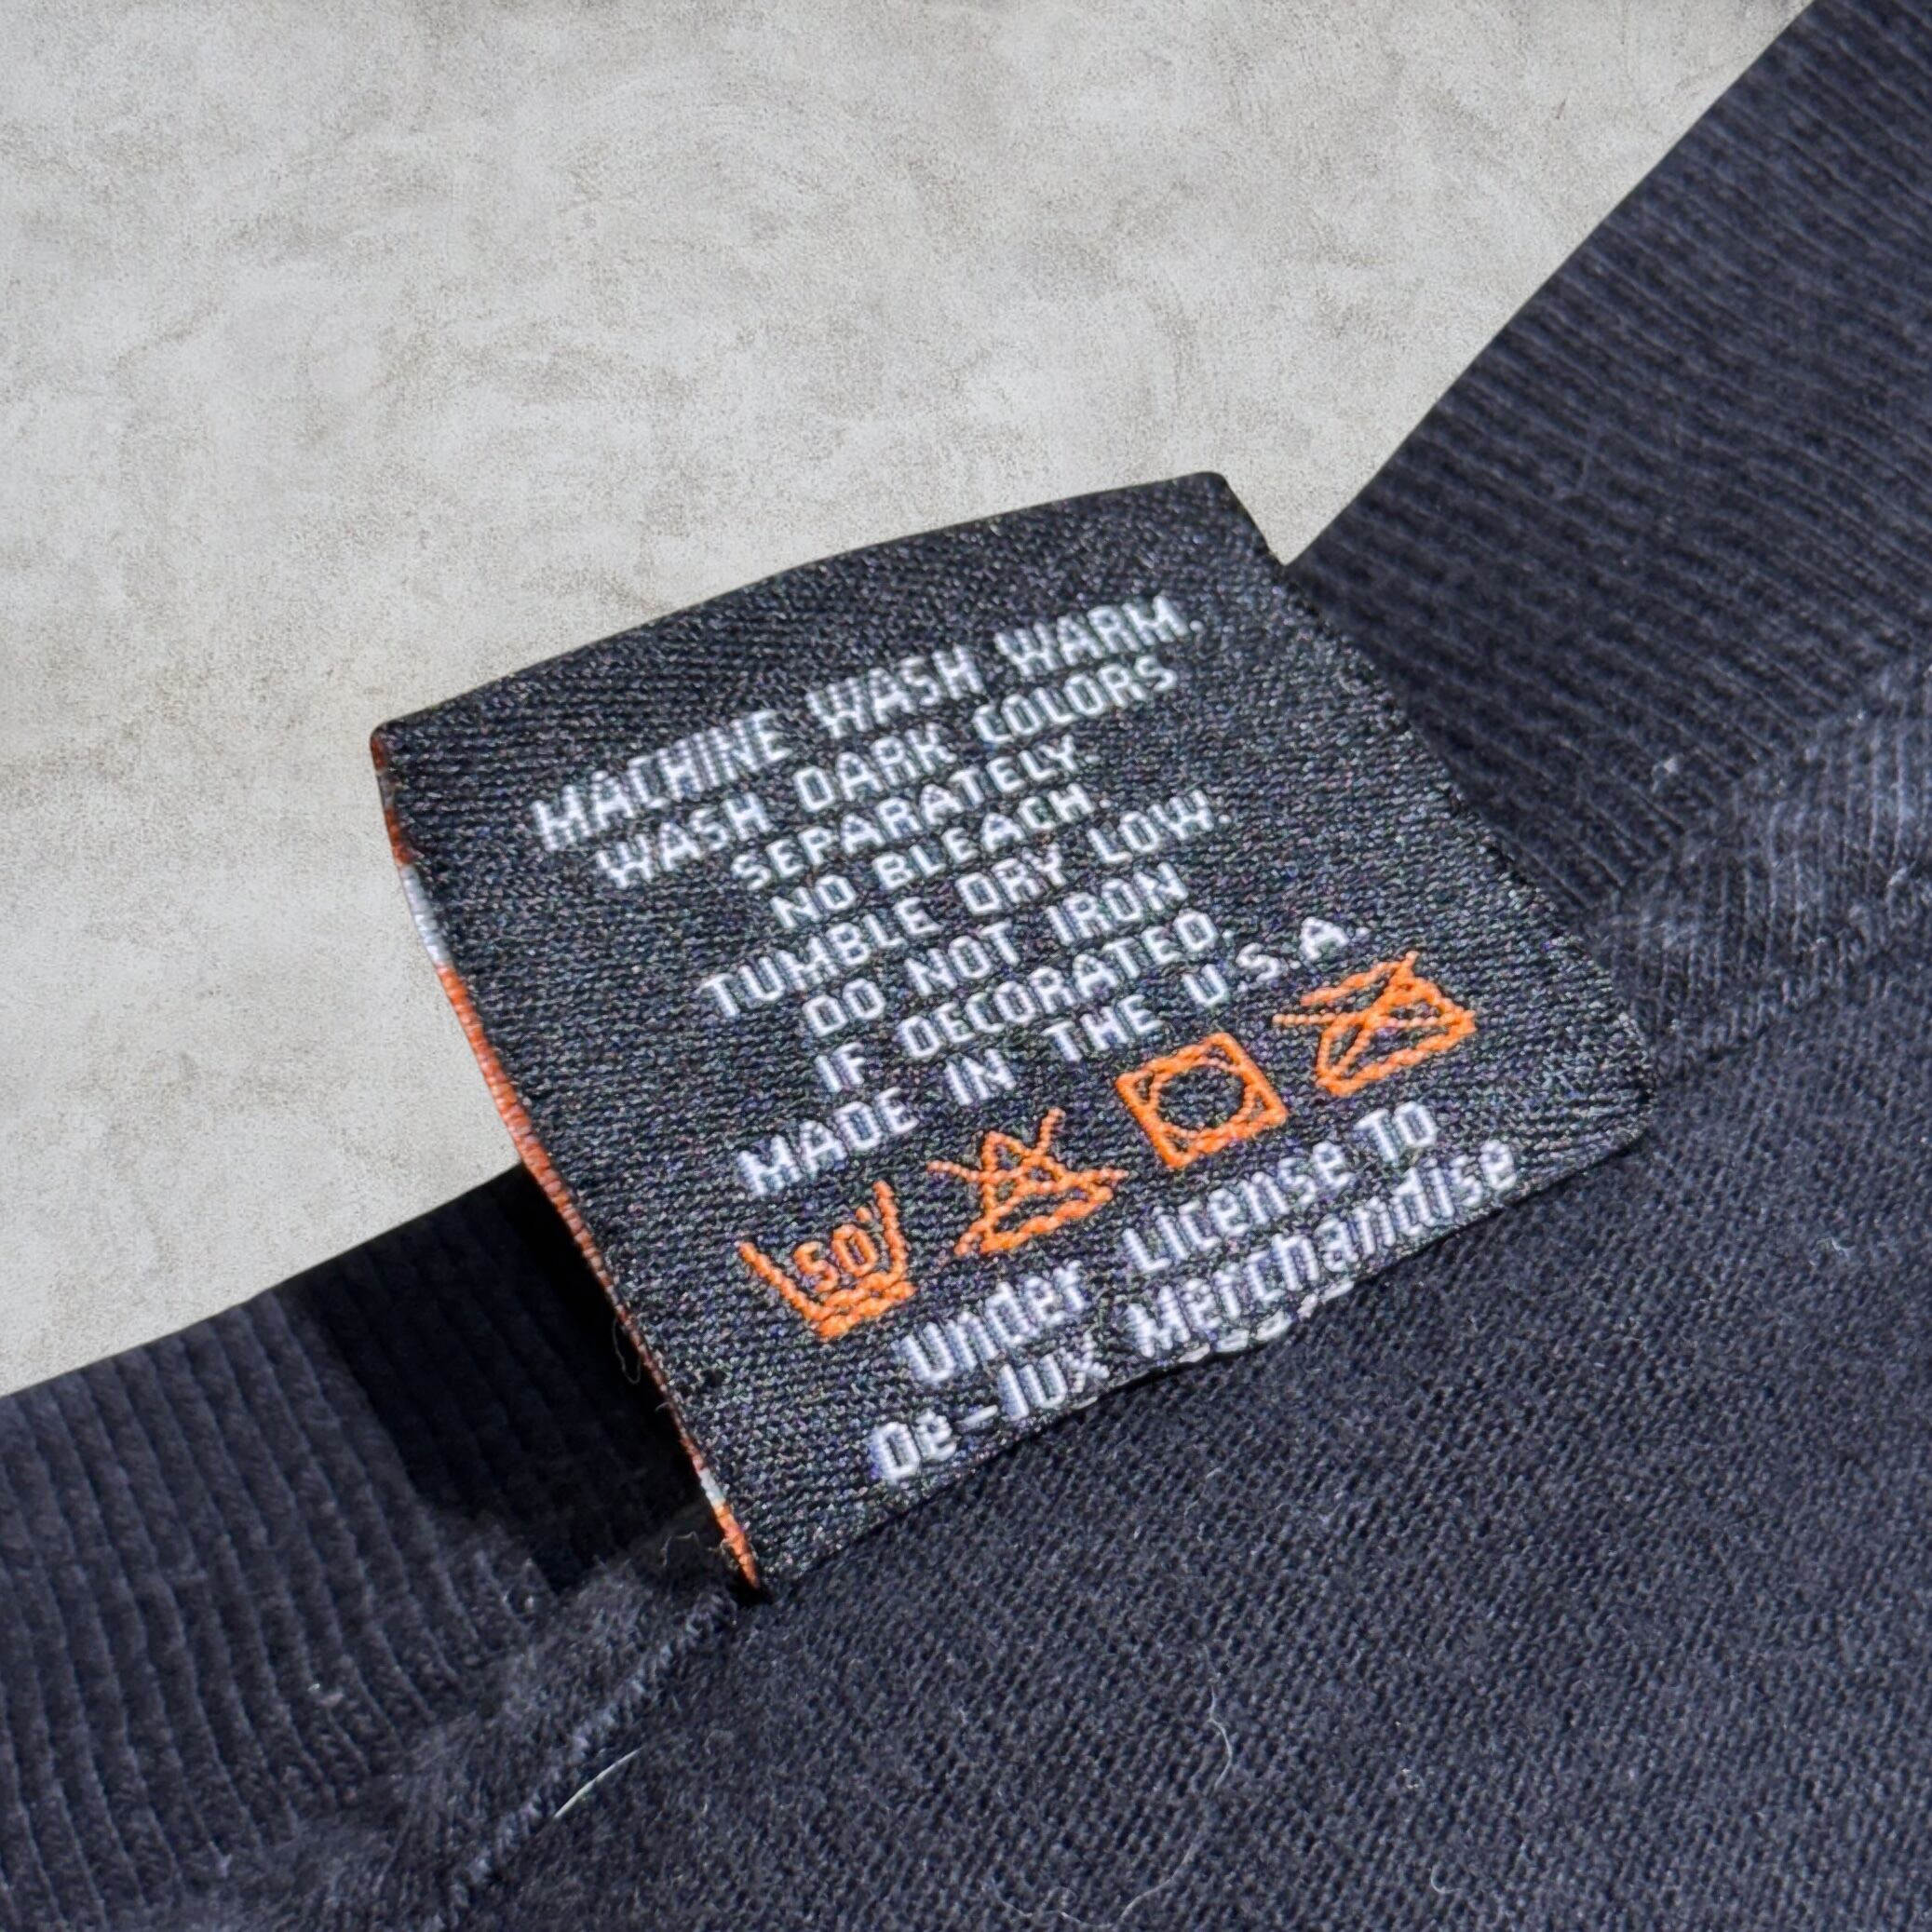 MACHINE WASH WARM.
WASH DARK COLORS
SEPARATELY.
NO BLEACH.
TUMBLE DRY LOW.
DO NOT IRON
IF DECORATED.
MADE IN THE U.S.A.
50°
Under License To
De-lux Merchandise